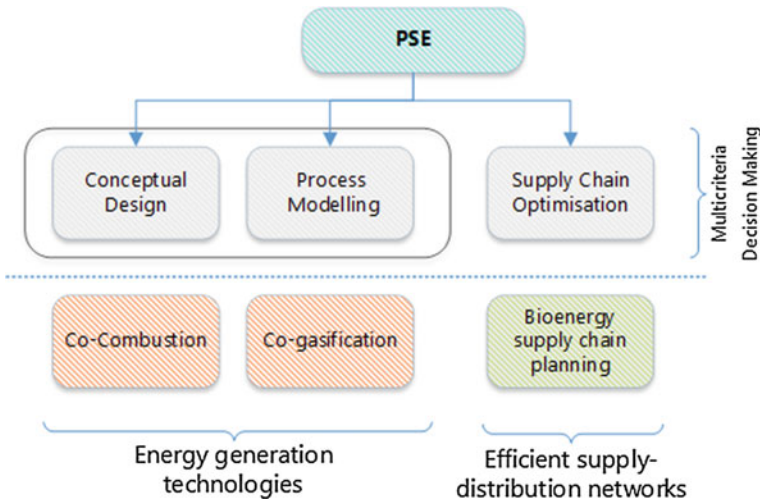 PSE
Conceptual
Design
Process
Modelling
Supply Chain
Optimisation
Multicriteria
Decision Making
Co-Combustion
Co-gasification
Bioenergy
supply chain
planning
Energy generation
technologies
Efficient supply-
distribution networks